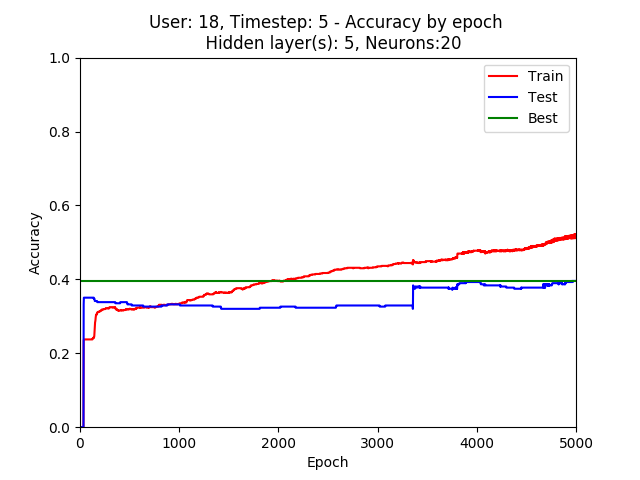 User: 18, Timestep: 5 - Accuracy by epoch
Hidden layer(s): 5, Neurons:20
1.0
0.8
0.6
0.4
0.2
0.0
Accuracy
Train
Test
Best
0 1000 2000 3000 4000 5000
Epoch